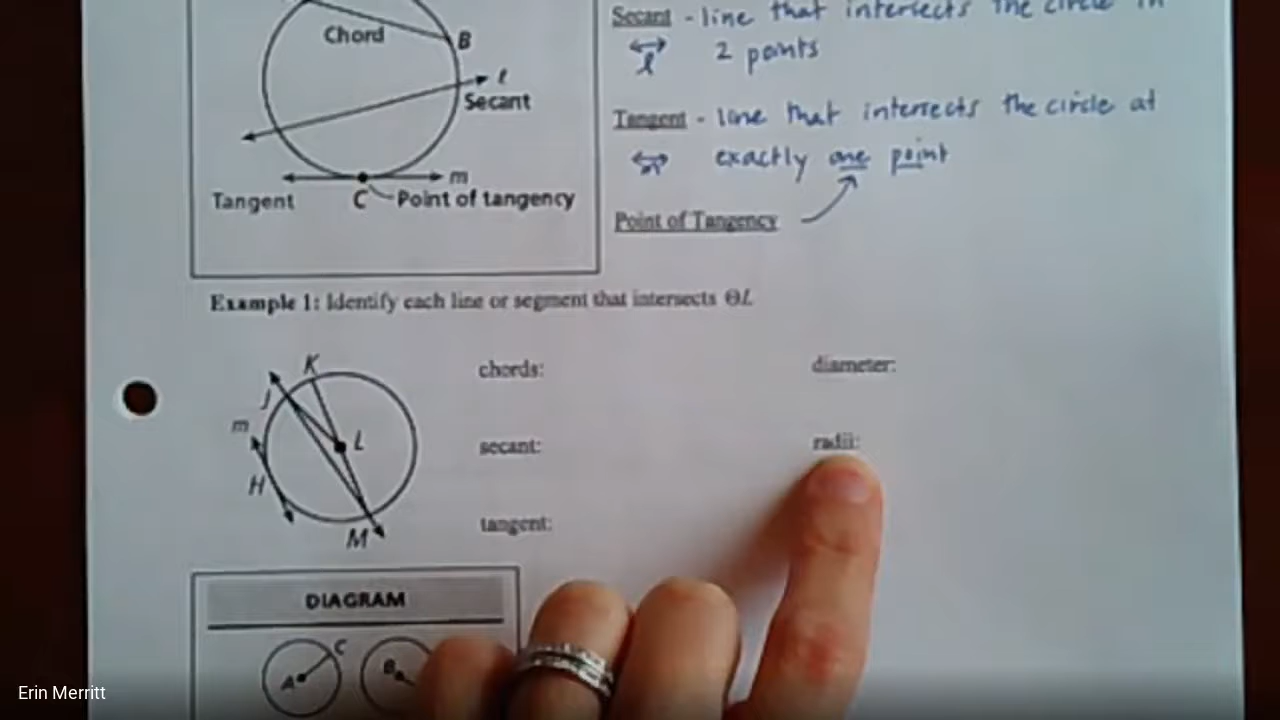 Chord
B
ℓ
Secant
m
Tangent
C
Point of tangency
Secant - line that intersects the circle in
ℓ 2 points
Tangent - line that intersects the circle at
m exactly one point
Point of Tangency
Example 1: Identify each line or segment that intersects ⊙L
K
J
m
L
H
M
chords:
diameter:
secant:
radii:
tangent:
DIAGRAM
C
A
B
Erin Merritt